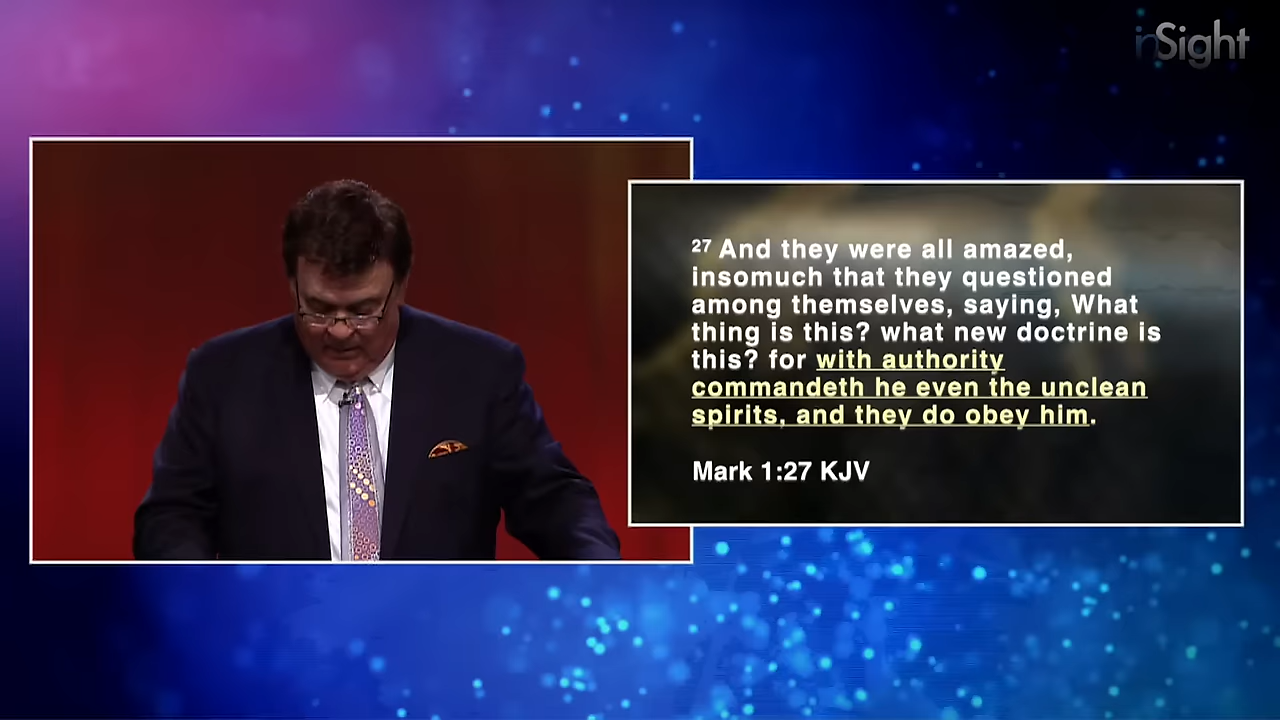 inSight
27 And they were all amazed,
insomuch that they questioned
among themselves, saying, What
thing is this? what new doctrine is
this? for with authority
commandeth he even the unclean
spirits, and they do obey him.
Mark 1:27 KJV